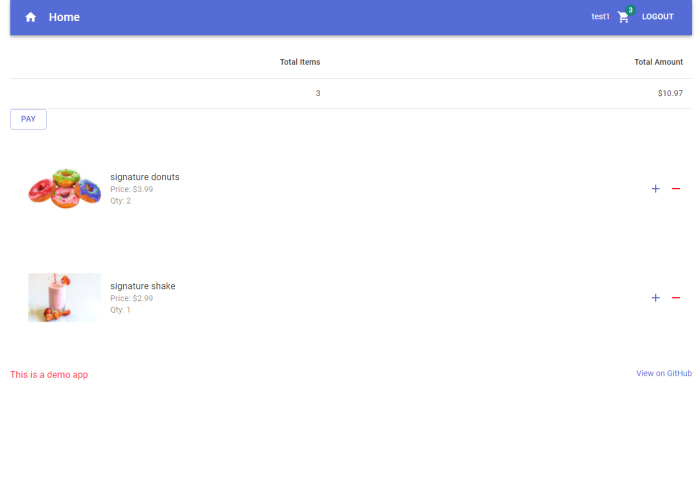 Home
test1
3
LOGOUT
Total Items
Total Amount
3
$10.97
PAY
signature donuts
Price: $3.99
Qty: 2
signature shake
Price: $2.99
Qty: 1
This is a demo app
View on GitHub